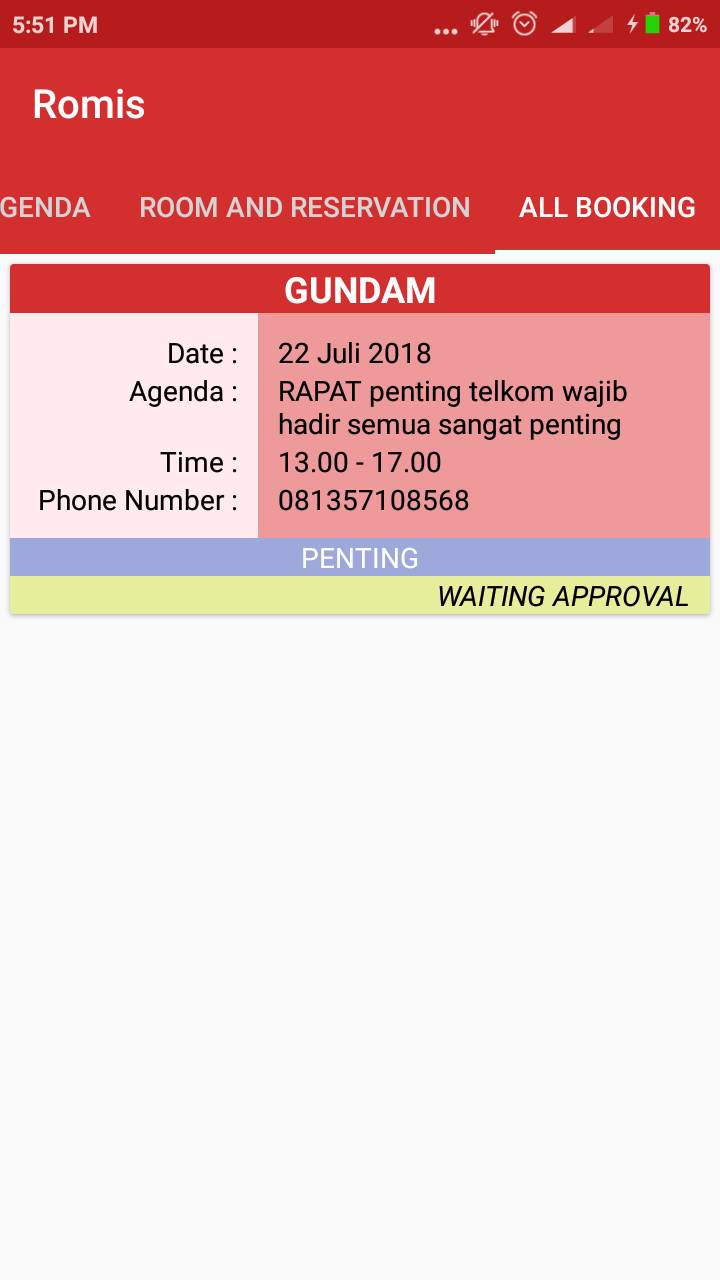 5:51 PM
82%
Romis
GENDA
ROOM AND RESERVATION
ALL BOOKING
GUNDAM
Date : 22 Juli 2018
Agenda : RAPAT penting telkom wajib
hadir semua sangat penting
Time : 13.00 - 17.00
Phone Number : 081357108568
PENTING
WAITING APPROVAL